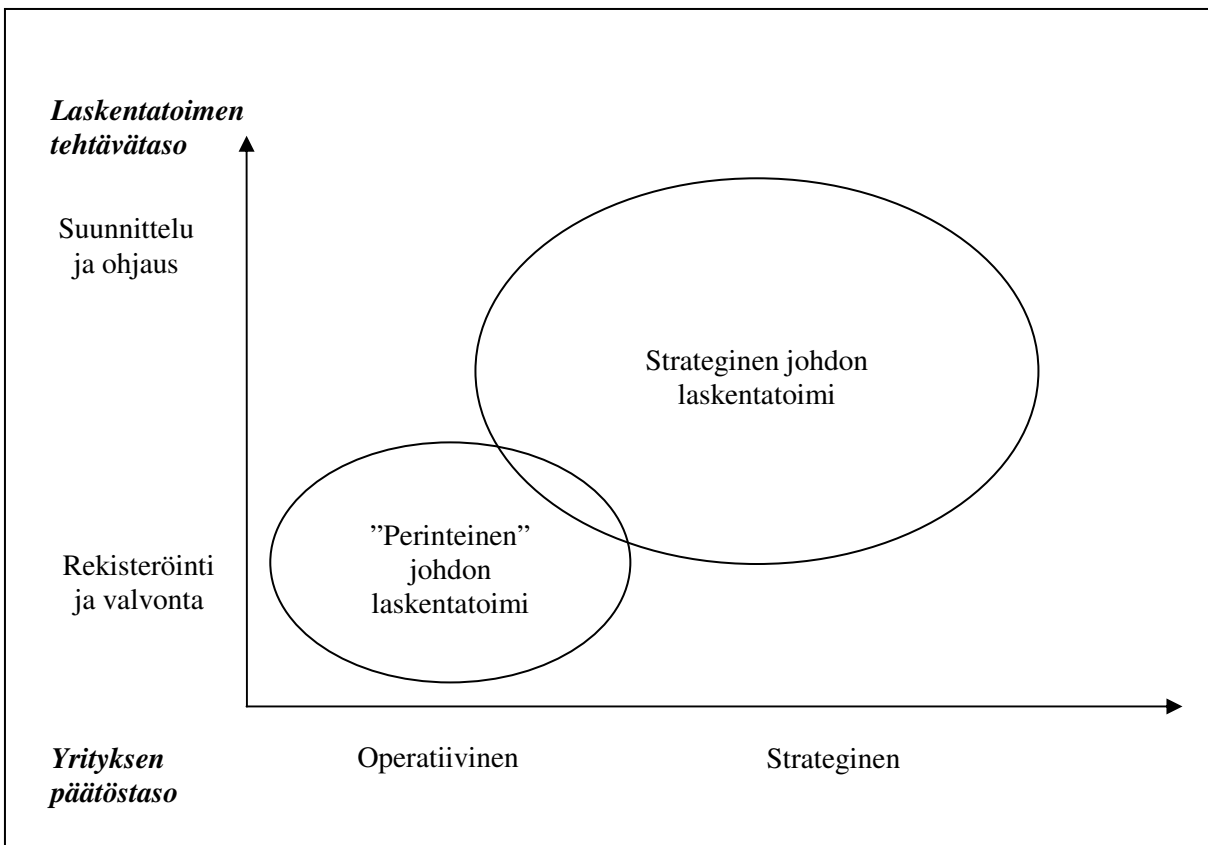 Laskentatoimen
tehtävätaso
Suunnittelu
ja ohjaus
Strateginen johdon
laskentatoimi
”Perinteinen”
johdon
laskentatoimi
Rekisteröinti
ja valvonta
Yrityksen
päätöstaso
Operatiivinen
Strateginen